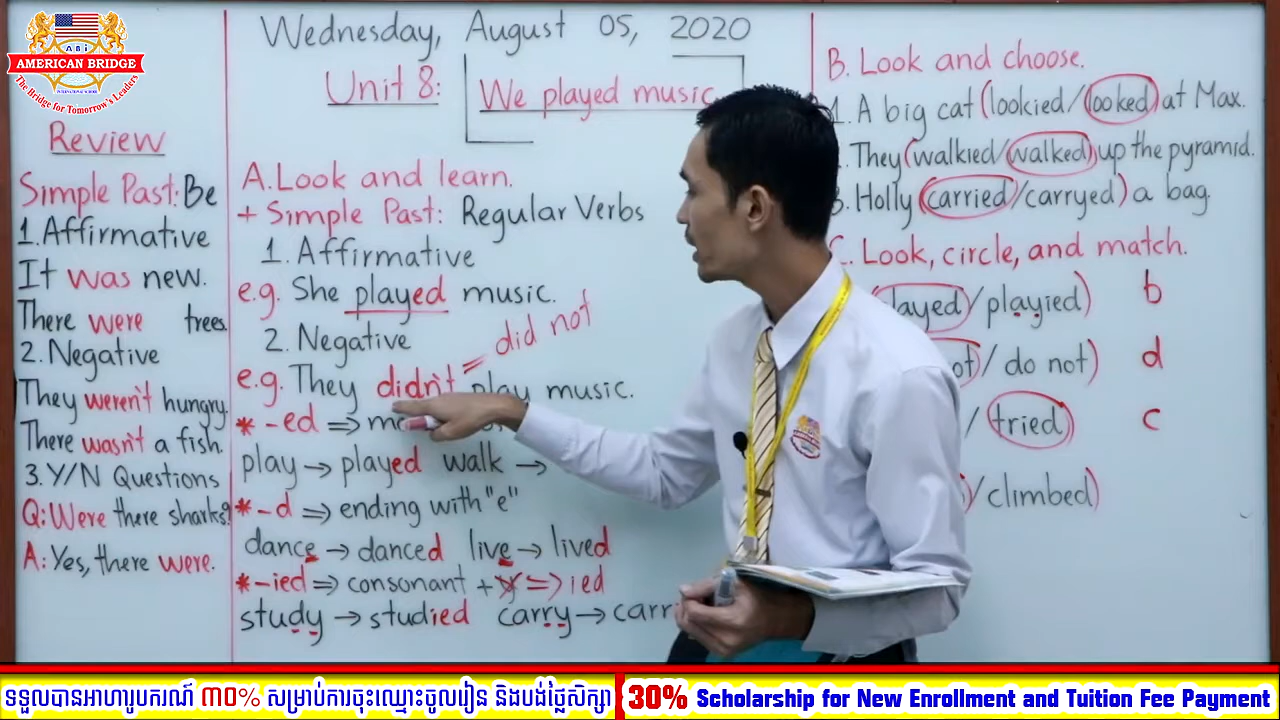 ABi
AMERICAN BRIDGE
INTERNATIONAL SCHOOL
The Bridge for Tomorrow's Leaders
Wednesday, August 05, 2020
Unit 8: We played music.
Review
Simple Past: Be
1. Affirmative
It was new.
There were trees.
2. Negative
They weren't hungry.
There wasn't a fish.
3. Y/N Questions
Q: Were there sharks?
A: Yes, there were.
A. Look and learn.
+ Simple Past: Regular Verbs
1. Affirmative
e.g. She played music.
2. Negative
e.g. They didn't play music.
= did not
* -ed ⇒
play → played walk →
* -d ⇒ ending with "e"
dance → danced live → lived
* -ied ⇒ consonant + y ⇒ ied
study → studied carry →
B. Look and choose.
1. A big cat (lookied/looked) at Max.
. They (walkied/walked) up the pyramid.
3. Holly (carried/carryed) a bag.
C. Look, circle, and match.
layed/playied) b
ot/do not) d
/ tried) c
/climbed)
ទទួលបានអាហារូបករណ៍ ៣០% សម្រាប់ការចុះឈ្មោះចូលរៀន និងបង់ថ្លៃសិក្សា
30% Scholarship for New Enrollment and Tuition Fee Payment